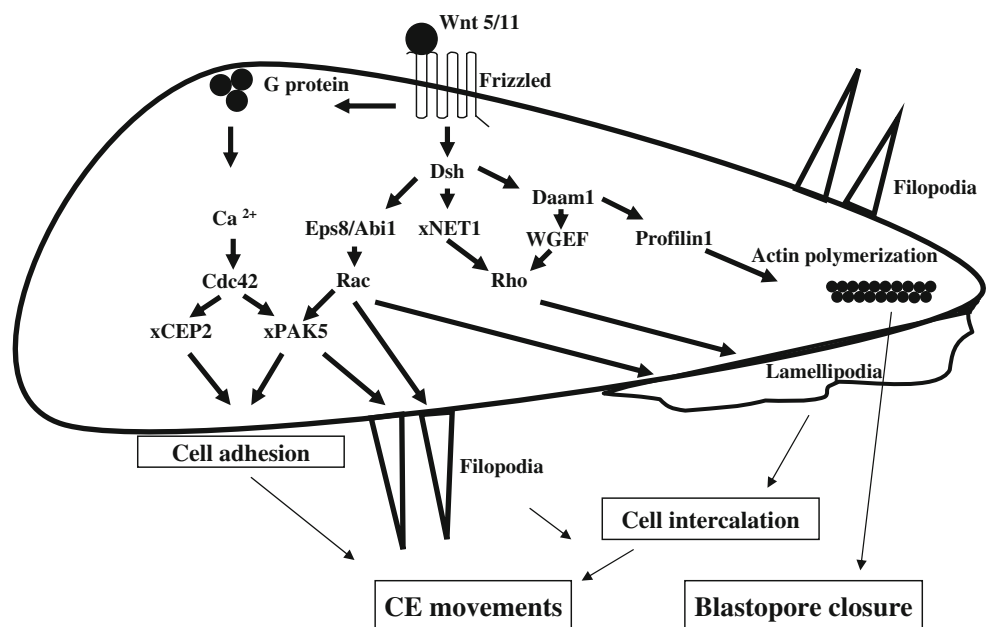 Wnt 5/11
G protein
Frizzled
Dsh
Filopodia
Daam1
Ca 2+
Eps8/Abi1
xNET1
WGEF
Profilin1
Actin polymerization
Cdc42
Rac
Rho
xCEP2
xPAK5
Lamellipodia
Cell adhesion
Filopodia
Cell intercalation
CE movements
Blastopore closure